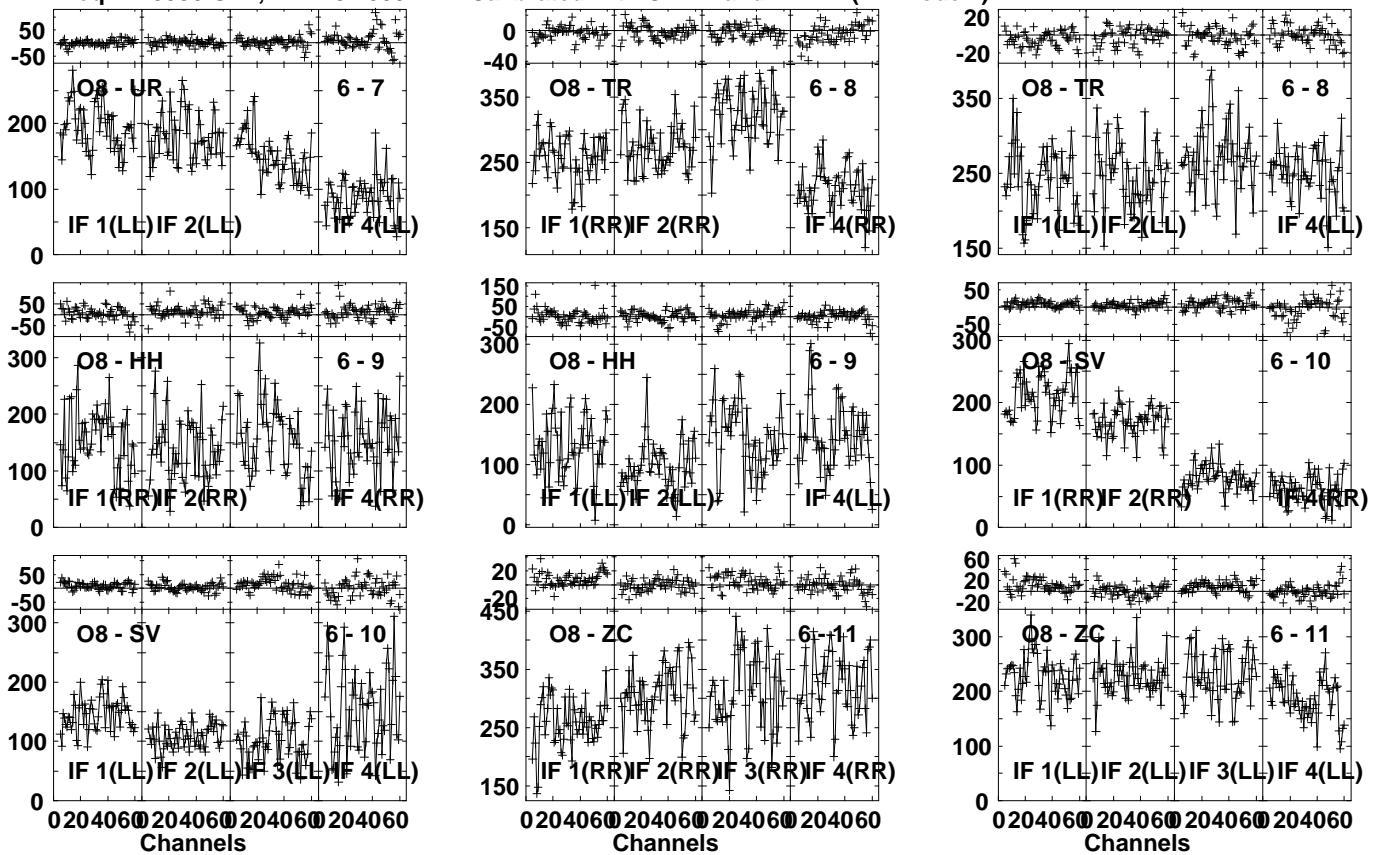 50
-50
O8 - UR
6 - 7
200
100
0
IF 1(LL)
IF 2(LL)
IF 4(LL)
0
-40
O8 - TR
6 - 8
350
250
150
IF 1(RR)
IF 2(RR)
IF 4(RR)
20
-20
O8 - TR
6 - 8
350
250
150
IF 1(LL)
IF 2(LL)
IF 4(LL)
50
-50
O8 - HH
6 - 9
300
200
100
0
IF 1(RR)
IF 2(RR)
IF 4(RR)
150
50
-50
O8 - HH
6 - 9
300
200
100
0
IF 1(LL)
IF 2(LL)
IF 4(LL)
50
-50
O8 - SV
6 - 10
300
200
100
0
IF 1(RR)
IF 2(RR)
IF 4(RR)
50
-50
O8 - SV
6 - 10
300
200
100
0
IF 1(LL)
IF 2(LL)
IF 3(LL)
IF 4(LL)
20
-20
O8 - ZC
6 - 11
450
350
250
150
IF 1(RR)
IF 2(RR)
IF 3(RR)
IF 4(RR)
60
20
-20
O8 - ZC
6 - 11
300
200
100
0
IF 1(LL)
IF 2(LL)
IF 3(LL)
IF 4(LL)
0 20 40 60 0 20 40 60 0 20 40 60 0 20 40 60
Channels
0 20 40 60 0 20 40 60 0 20 40 60 0 20 40 60
Channels
0 20 40 60 0 20 40 60 0 20 40 60 0 20 40 60
Channels